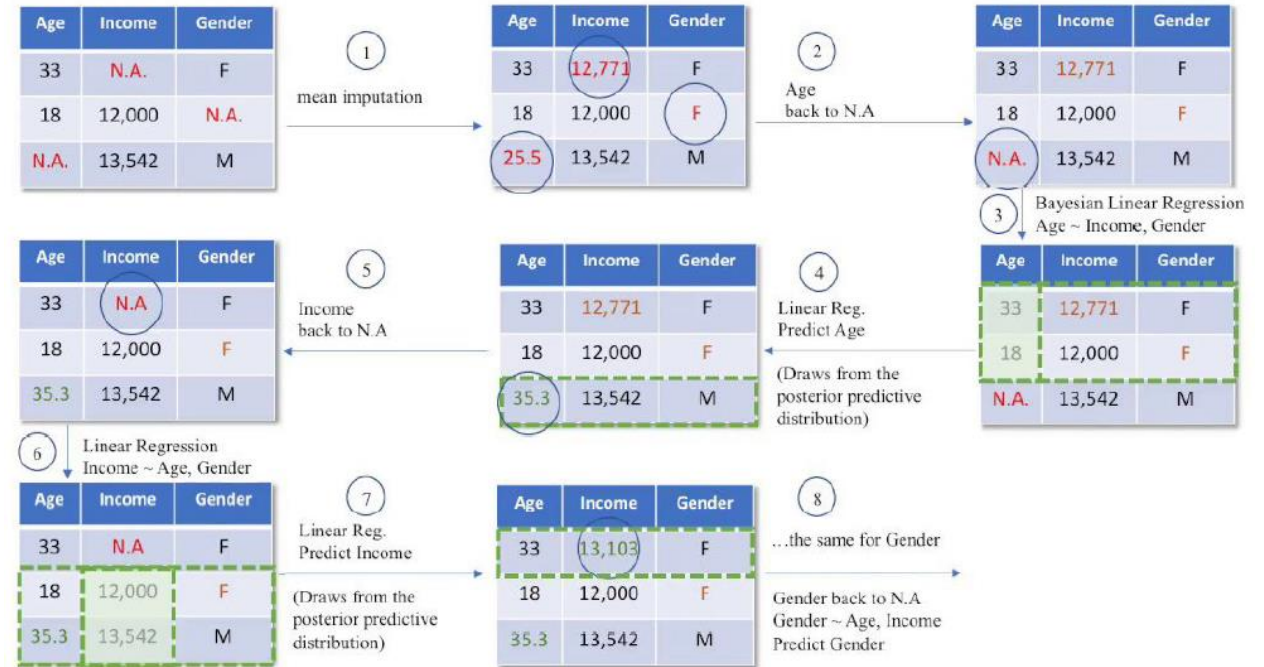 Age Income Gender
33 N.A. F
18 12,000 N.A.
N.A. 13,542 M
1
mean imputation
Age Income Gender
33 12,771 F
18 12,000 F
25.5 13,542 M
2
Age
back to N.A
Age Income Gender
33 12,771 F
18 12,000 F
N.A. 13,542 M
3
Bayesian Linear Regression
Age ~ Income, Gender
Age Income Gender
33 12,771 F
18 12,000 F
N.A. 13,542 M
4
Linear Reg.
Predict Age
(Draws from the
posterior predictive
distribution)
Age Income Gender
33 12,771 F
18 12,000 F
35.3 13,542 M
5
Income
back to N.A
Age Income Gender
33 N.A F
18 12,000 F
35.3 13,542 M
6
Linear Regression
Income ~ Age, Gender
Age Income Gender
33 N.A F
18 12,000 F
35.3 13,542 M
7
Linear Reg.
Predict Income
(Draws from the
posterior predictive
distribution)
Age Income Gender
33 13,103 F
18 12,000 F
35.3 13,542 M
8
...the same for Gender
Gender back to N.A
Gender ~ Age, Income
Predict Gender